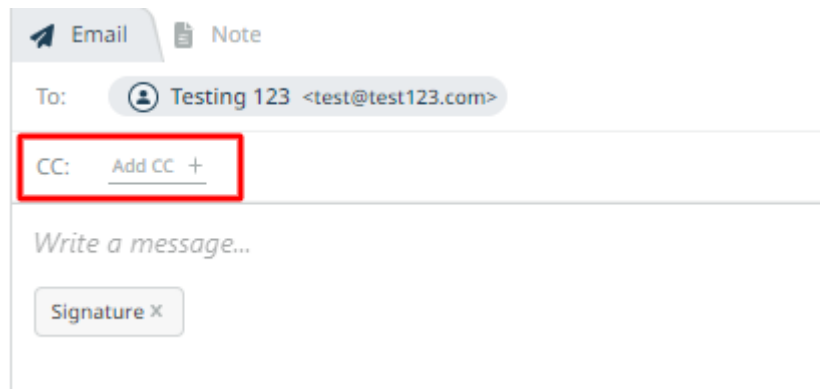 Email Note
To: Testing 123 <test@test123.com>
CC: Add CC +
Write a message...
Signature x